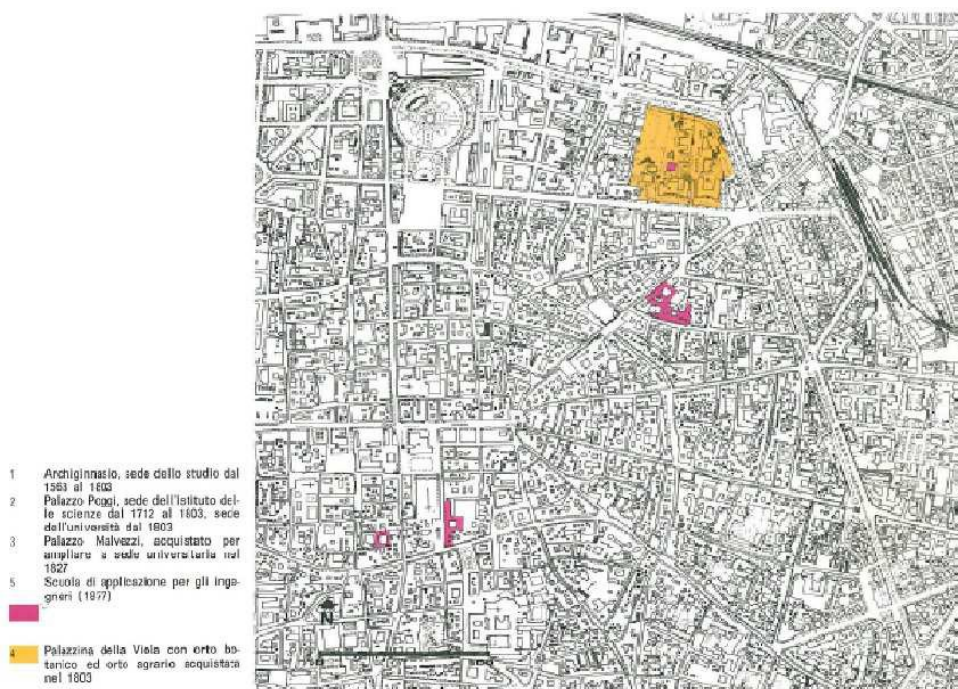 1 Archiginnasio, sede dello studio dal
1563 al 1803
2 Palazzo Poggi, sede dell'Istituto del-
le scienze dal 1712 al 1803, sede
dell'università dal 1803
3 Palazzo Malvezzi, acquistato per
ampliare la sede universitaria nel
1827
5 Scuola di applicazione per gli inge-
gneri (1877)
4 Palazzina della Viola con orto bo-
tanico ed orto agrario acquistata
nel 1803
N